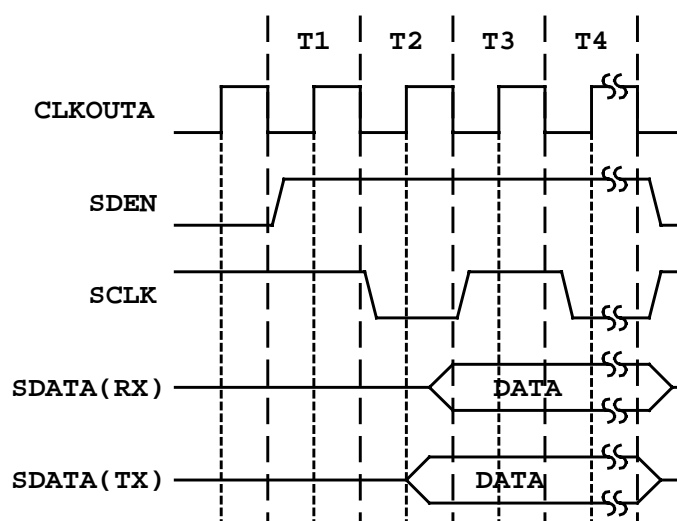 T1 T2 T3 T4
CLKOUTA
SDEN
SCLK
SDATA(RX) DATA
SDATA(TX) DATA